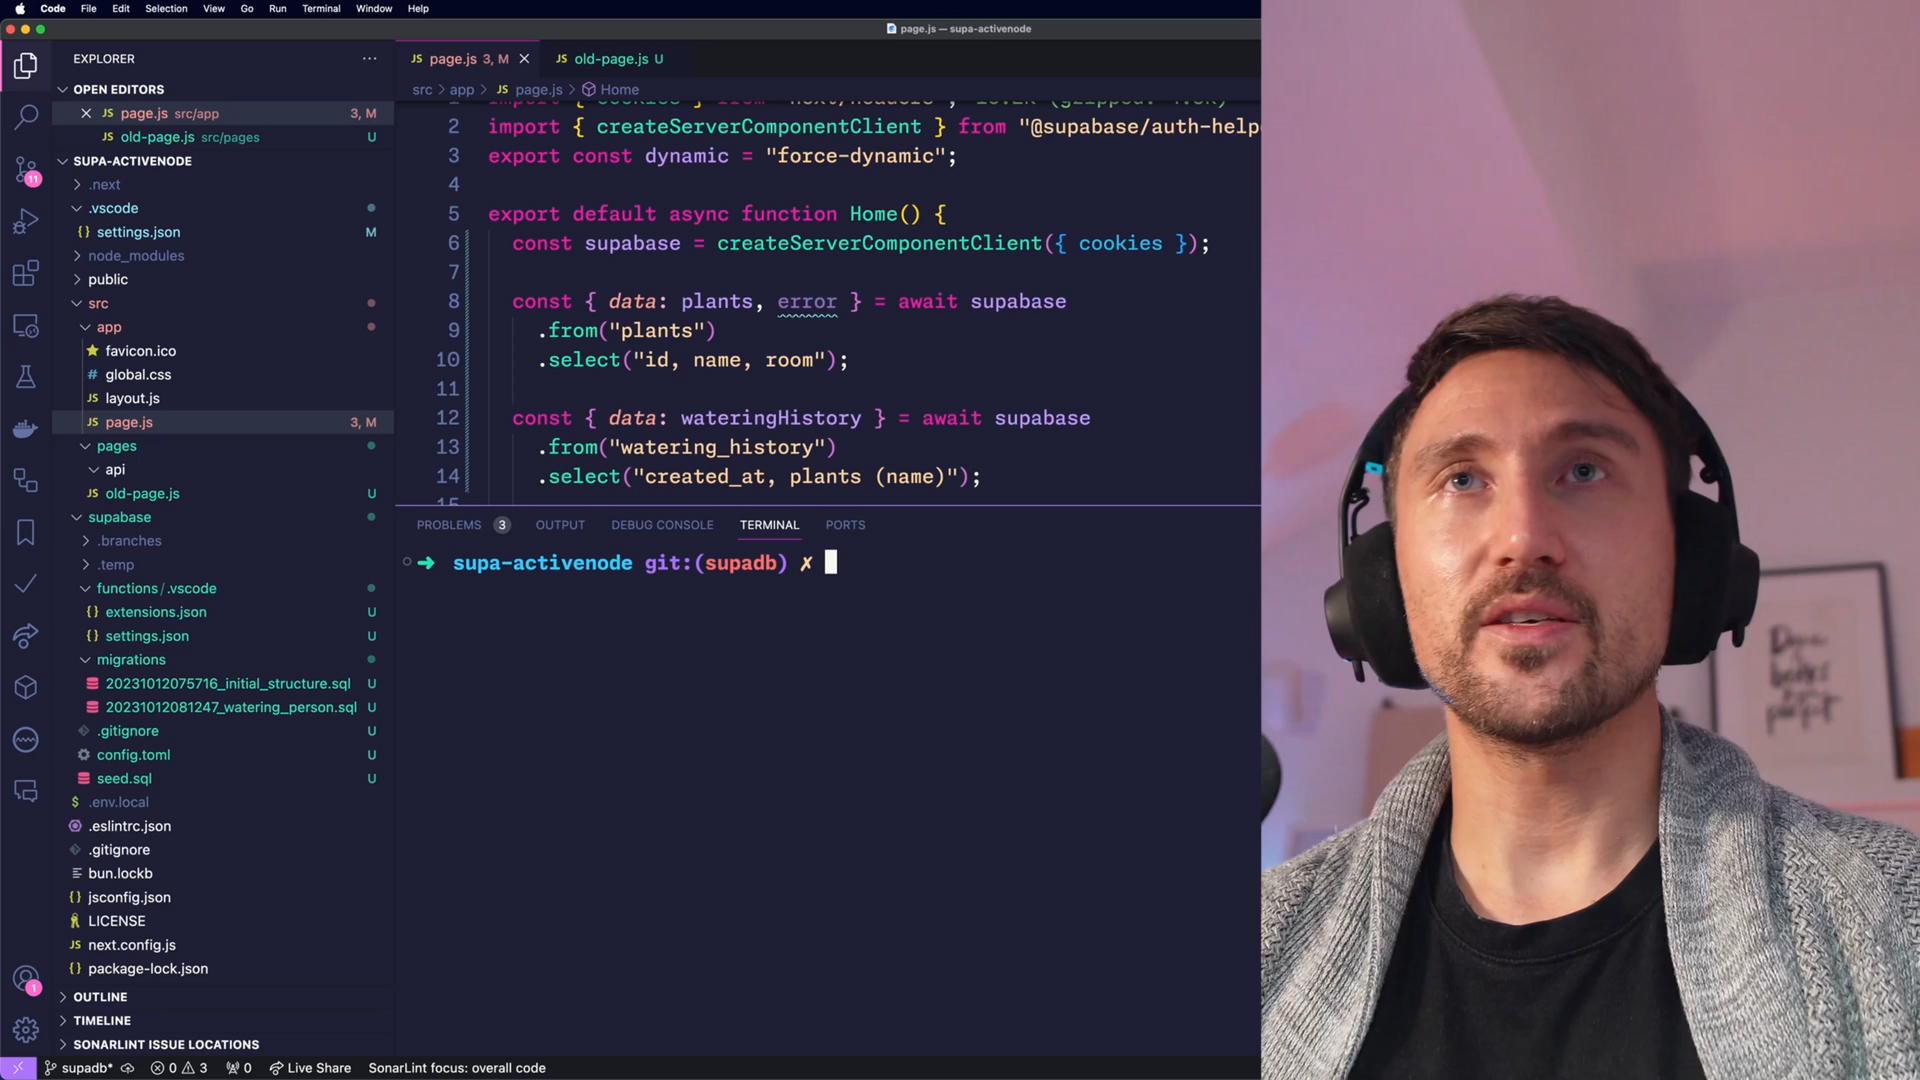 Code File Edit Selection View Go Run Terminal Window Help
page.js — supa-activenode
EXPLORER
OPEN EDITORS
page.js src/app 3, M
old-page.js src/pages U
SUPA-ACTIVENODE
.next
.vscode
settings.json M
node_modules
public
src
app
favicon.ico
global.css
layout.js
page.js 3, M
pages
api
old-page.js U
supabase
.branches
.temp
functions/.vscode
extensions.json U
settings.json U
migrations
20231012075716_initial_structure.sql U
20231012081247_watering_person.sql U
.gitignore U
config.toml U
seed.sql U
.env.local
.eslintrc.json
.gitignore
bun.lockb
jsconfig.json
LICENSE
next.config.js
package-lock.json
OUTLINE
TIMELINE
SONARLINT ISSUE LOCATIONS
11
1
page.js 3, M
old-page.js U
src > app > page.js > Home
2 import { createServerComponentClient } from "@supabase/auth-helpe
3 export const dynamic = "force-dynamic";
4
5 export default async function Home() {
6 const supabase = createServerComponentClient({ cookies });
7
8 const { data: plants, error } = await supabase
9 .from("plants")
10 .select("id, name, room");
11
12 const { data: wateringHistory } = await supabase
13 .from("watering_history")
14 .select("created_at, plants (name)");
PROBLEMS 3 OUTPUT DEBUG CONSOLE TERMINAL PORTS
➜ supa-activenode git:(supadb) ✗
supadb* 0 3 0 Live Share SonarLint focus: overall code